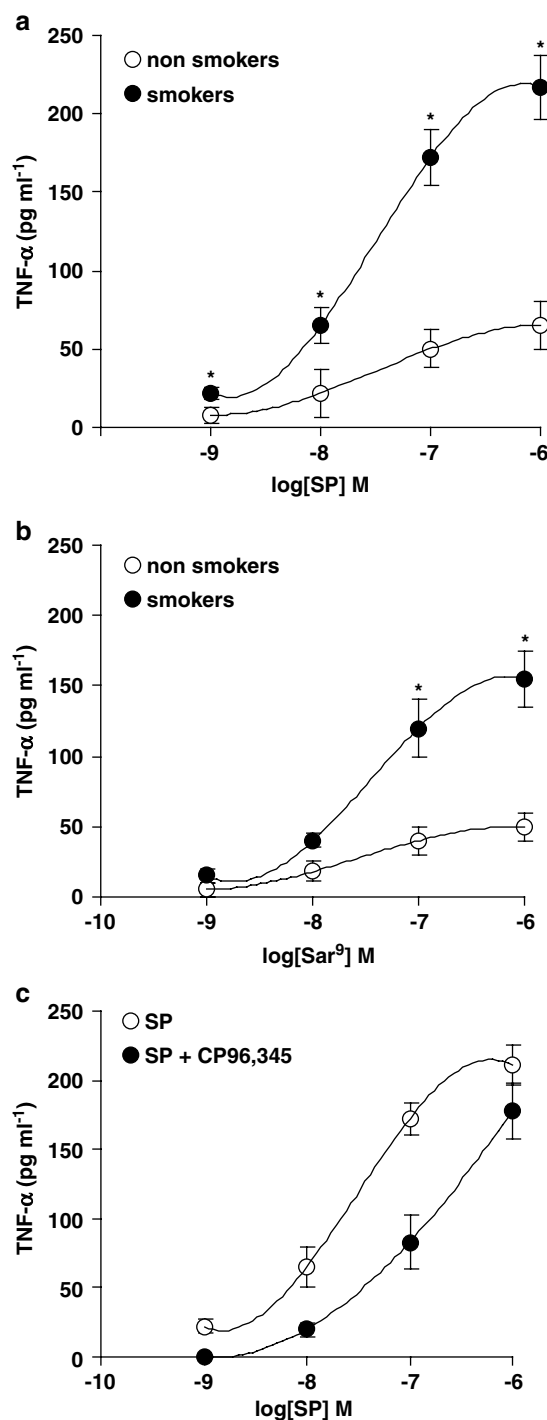 a
250
non smokers
smokers
*
200
*
150
TNF-α (pg ml⁻¹)
100
*
50
*
0
-9
-8
-7
-6
log[SP] M
b
250
non smokers
smokers
200
*
*
150
TNF-α (pg ml⁻¹)
100
50
0
-10
-9
-8
-7
-6
log[Sar⁹] M
c
250
SP
SP + CP96,345
200
150
TNF-α (pg ml⁻¹)
100
50
0
-10
-9
-8
-7
-6
log[SP] M